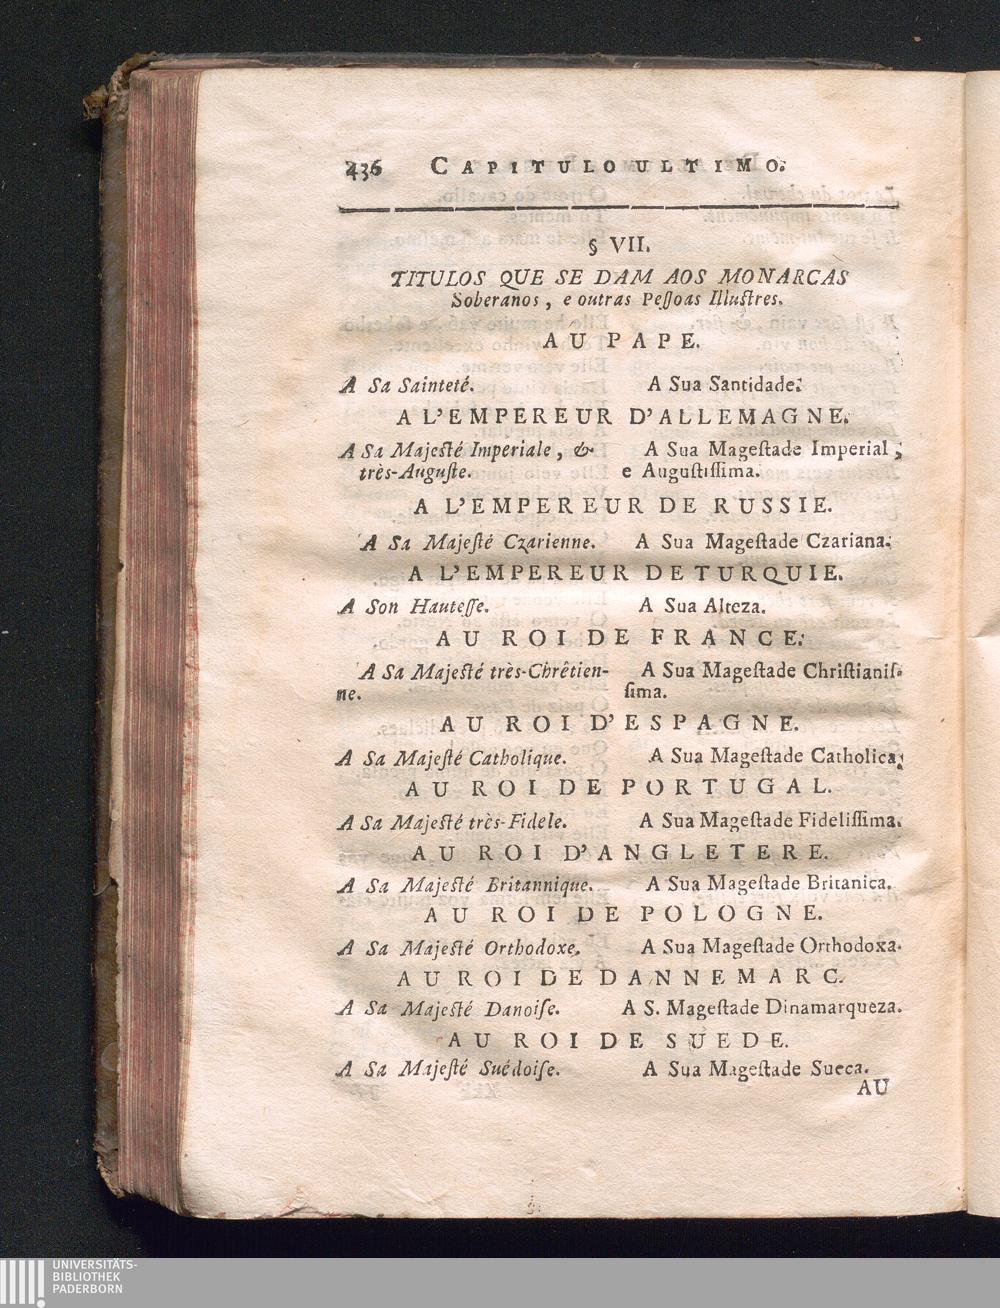 436 CAPITULO ULTIMO.
§ VII.
TITULOS QUE SE DAM AOS MONARCAS
Soberanos, e outras Peſſoas Illuſtres.
AU PAPE.
A Sa Sainteté. A Sua Santidade.
A L'EMPEREUR D'ALLEMAGNE.
A Sa Majeſté Imperiale, & A Sua Mageſtade Imperial,
très-Auguſte. e Auguſtiſſima.
A L'EMPEREUR DE RUSSIE.
A Sa Majeſté Czarienne. A Sua Mageſtade Czariana.
A L'EMPEREUR DE TURQUIE.
A Son Hauteſſe. A Sua Alteza.
AU ROI DE FRANCE.
A Sa Majeſté très-Chrêtien- A Sua Mageſtade Chriſtianiſ-
ne. ſima.
AU ROI D'ESPAGNE.
A Sa Majeſté Catholique. A Sua Mageſtade Catholica.
AU ROI DE PORTUGAL.
A Sa Majeſté très-Fidele. A Sua Mageſtade Fideliſſima.
AU ROI D'ANGLETERE.
A Sa Majeſté Britannique. A Sua Mageſtade Britanica.
AU ROI DE POLOGNE.
A Sa Majeſté Orthodoxe. A Sua Mageſtade Orthodoxa.
AU ROI DE DANNEMARC.
A Sa Majeſté Danoiſe. A S. Mageſtade Dinamarqueza.
AU ROI DE SUEDE.
A Sa Majeſté Suédoiſe. A Sua Mageſtade Sueca.
AU
UNIVERSITÄTS-
BIBLIOTHEK
PADERBORN